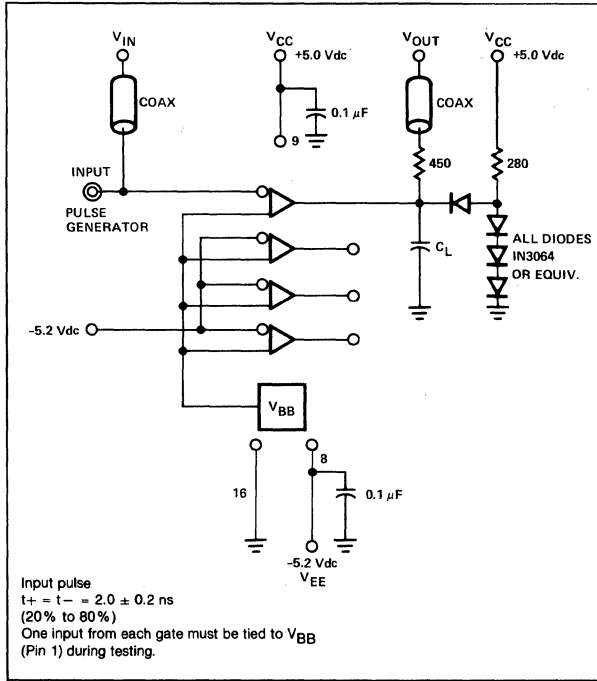 VIN VCC VOUT VCC
+5.0 Vdc +5.0 Vdc
COAX COAX
0.1 µF
9
450 280
INPUT
PULSE
GENERATOR
CL
ALL DIODES
IN3064
OR EQUIV.
-5.2 Vdc
VBB
16
8
0.1 µF
-5.2 Vdc
VEE
Input pulse
t+ = t- = 2.0 ± 0.2 ns
(20% to 80%)
One input from each gate must be tied to VBB
(Pin 1) during testing.